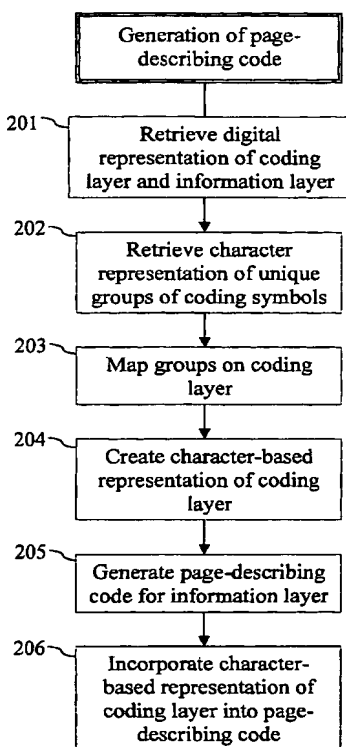 Generation of page-
describing code
201
Retrieve digital
representation of coding
layer and information layer
202
Retrieve character
representation of unique
groups of coding symbols
203
Map groups on coding
layer
204
Create character-based
representation of coding
layer
205
Generate page-describing
code for information layer
206
Incorporate character-
based representation of
coding layer into page-
describing code